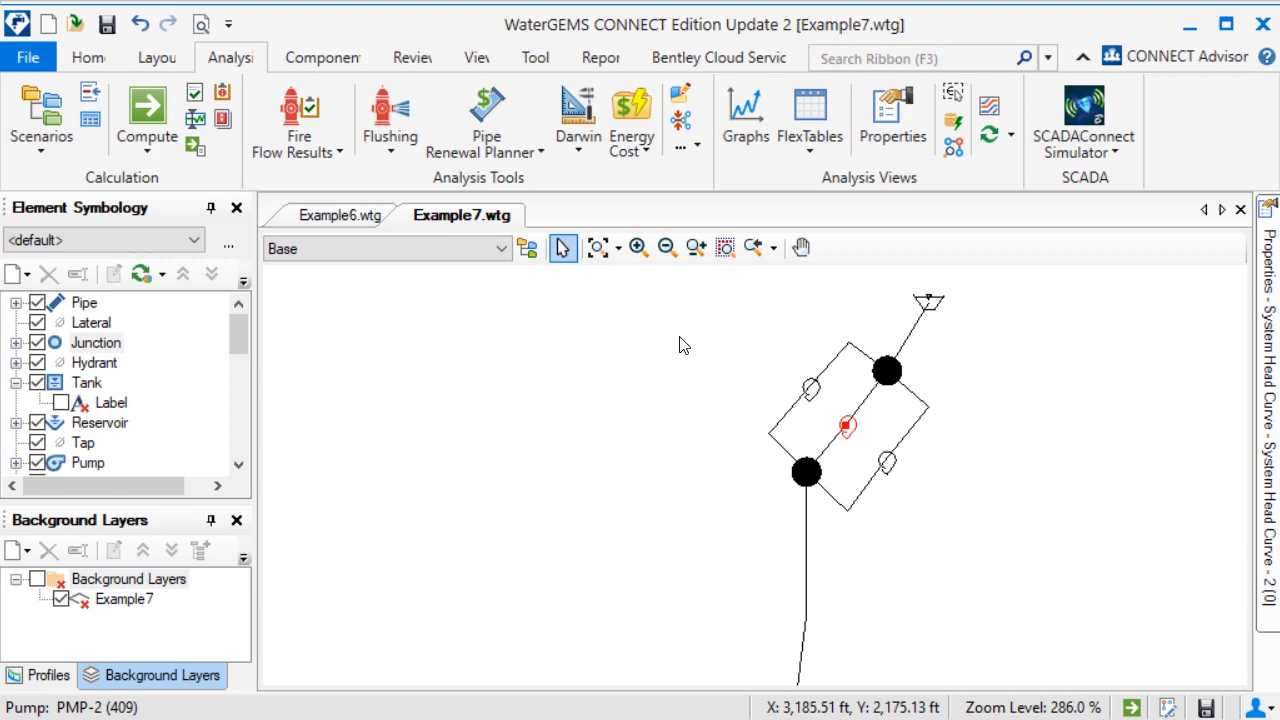 WaterGEMS CONNECT Edition Update 2 [Example7.wtg]
File Hom Layou Analysi Componen Reviev Viev Tool Repor Bentley Cloud Servic Search Ribbon (F3) CONNECT Advisor
Scenarios
Compute
Fire
Flow Results
Flushing
Pipe
Renewal Planner
Darwin
Energy
Cost
...
Graphs
FlexTables
Properties
SCADAConnect
Simulator
Calculation
Analysis Tools
Analysis Views
SCADA
Element Symbology
<default>
...
Pipe
Lateral
Junction
Hydrant
Tank
Label
Reservoir
Tap
Pump
Background Layers
Background Layers
Example7
Profiles
Background Layers
Example6.wtg
Example7.wtg
Base
Properties - System Head Curve - System Head Curve - 2 (0)
Pump: PMP-2 (409)
X: 3,185.51 ft, Y: 2,175.13 ft
Zoom Level: 286.0 %